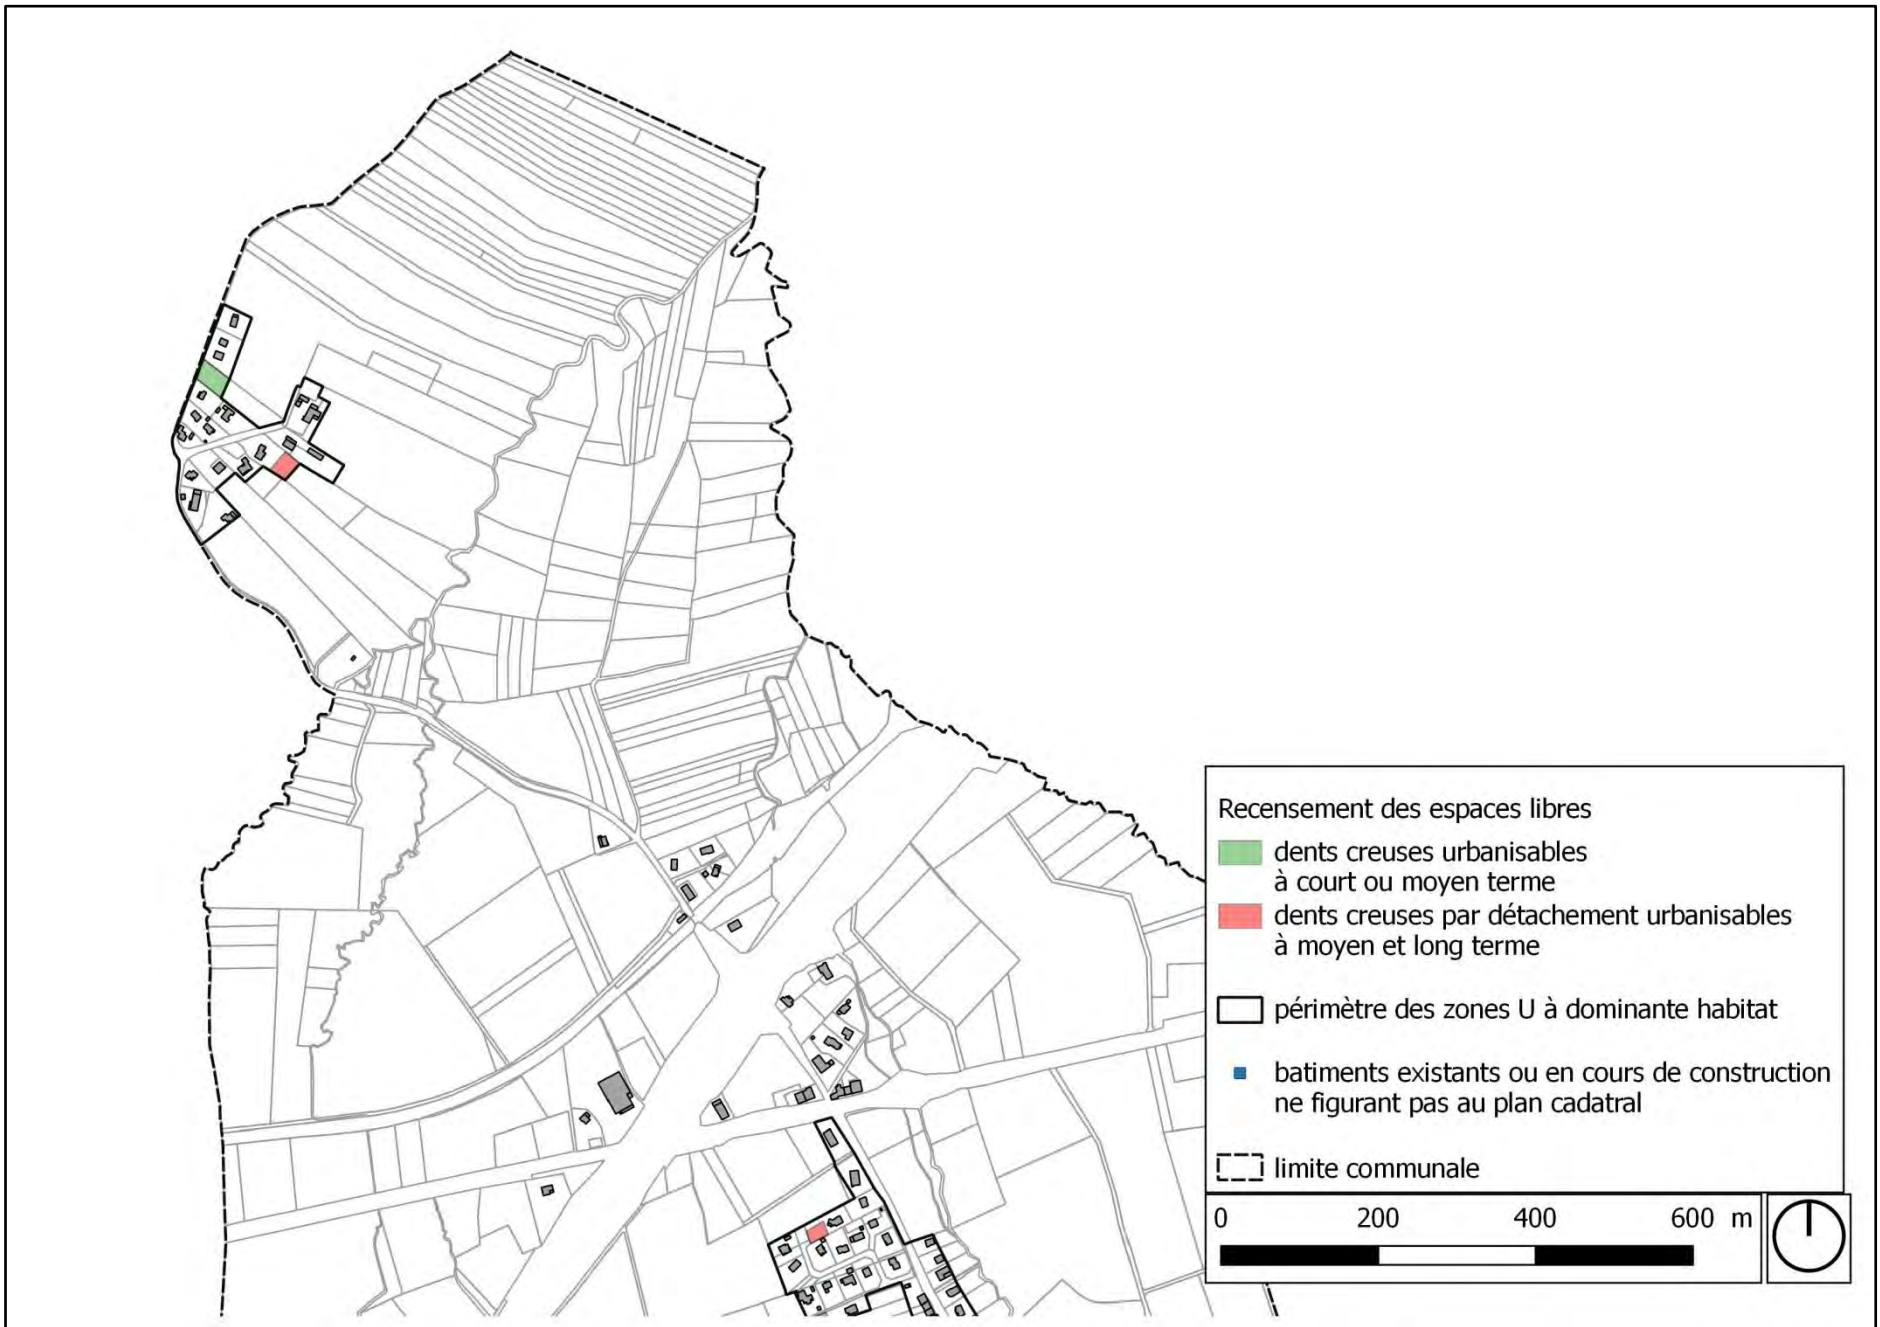 Recensement des espaces libres
dents creuses urbanisables
à court ou moyen terme
dents creuses par détachement urbanisables
à moyen et long terme
périmètre des zones U à dominante habitat
batiments existants ou en cours de construction
ne figurant pas au plan cadatral
limite communale
0 200 400 600 m